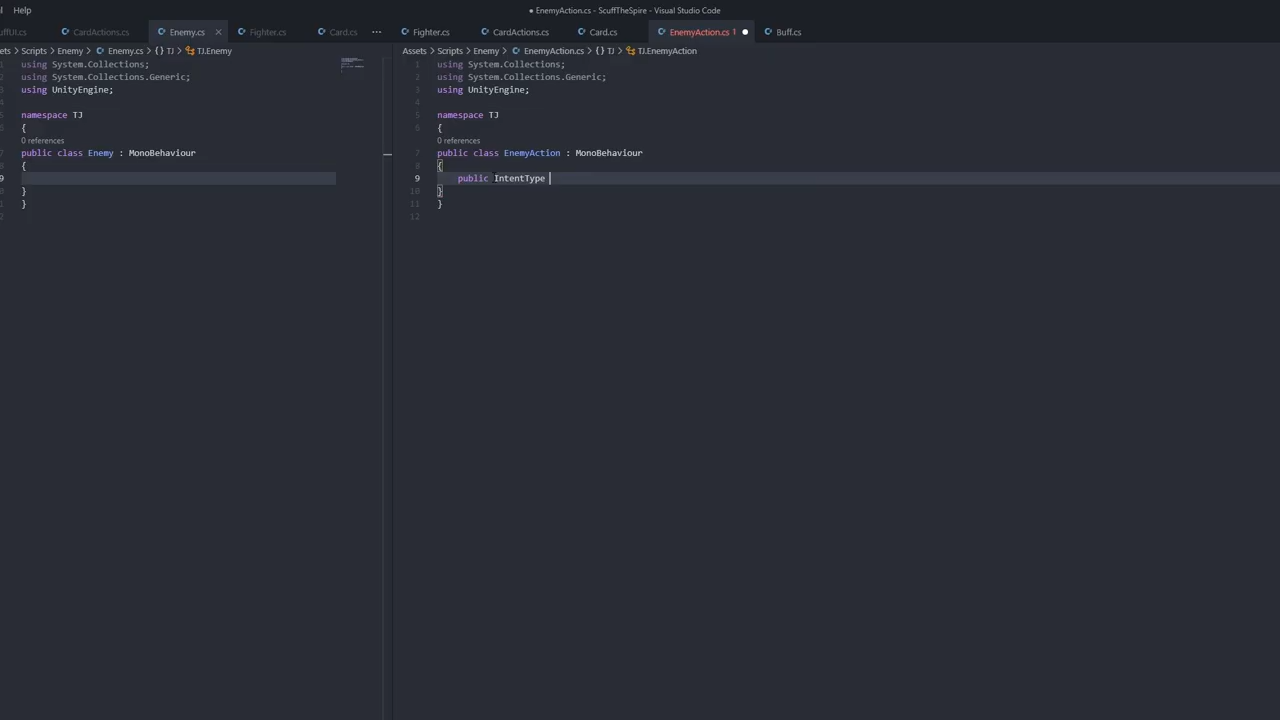 Help
EnemyAction.cs - ScuffTheSpire - Visual Studio Code
CardActions.cs
Enemy.cs
Fighter.cs
Card.cs
Fighter.cs
CardActions.cs
Card.cs
EnemyAction.cs 1
Buff.cs
Scripts > Enemy > Enemy.cs > {} TJ > TJ.Enemy
using System.Collections;
using System.Collections.Generic;
using UnityEngine;
namespace TJ
{
0 references
public class Enemy : MonoBehaviour
{
}
}
Assets > Scripts > Enemy > EnemyAction.cs > {} TJ > TJ.EnemyAction
1 using System.Collections;
2 using System.Collections.Generic;
3 using UnityEngine;
4
5 namespace TJ
6 {
0 references
7 public class EnemyAction : MonoBehaviour
8 {
9 public IntentType
10 }
11 }
12